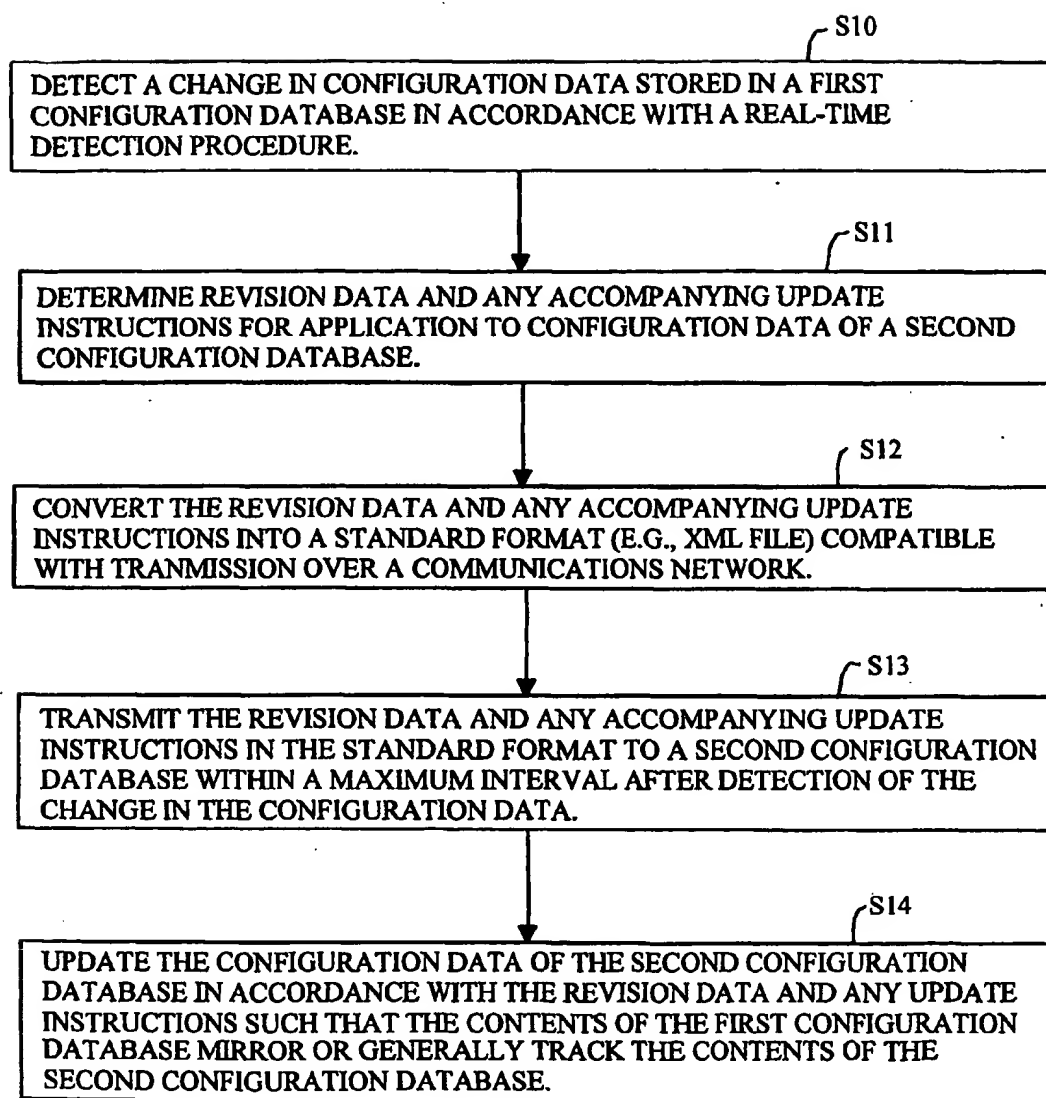 S10
DETECT A CHANGE IN CONFIGURATION DATA STORED IN A FIRST
CONFIGURATION DATABASE IN ACCORDANCE WITH A REAL-TIME
DETECTION PROCEDURE.
S11
DETERMINE REVISION DATA AND ANY ACCOMPANYING UPDATE
INSTRUCTIONS FOR APPLICATION TO CONFIGURATION DATA OF A SECOND
CONFIGURATION DATABASE.
S12
CONVERT THE REVISION DATA AND ANY ACCOMPANYING UPDATE
INSTRUCTIONS INTO A STANDARD FORMAT (E.G., XML FILE) COMPATIBLE
WITH TRANMISSION OVER A COMMUNICATIONS NETWORK.
S13
TRANSMIT THE REVISION DATA AND ANY ACCOMPANYING UPDATE
INSTRUCTIONS IN THE STANDARD FORMAT TO A SECOND CONFIGURATION
DATABASE WITHIN A MAXIMUM INTERVAL AFTER DETECTION OF THE
CHANGE IN THE CONFIGURATION DATA.
S14
UPDATE THE CONFIGURATION DATA OF THE SECOND CONFIGURATION
DATABASE IN ACCORDANCE WITH THE REVISION DATA AND ANY UPDATE
INSTRUCTIONS SUCH THAT THE CONTENTS OF THE FIRST CONFIGURATION
DATABASE MIRROR OR GENERALLY TRACK THE CONTENTS OF THE
SECOND CONFIGURATION DATABASE.